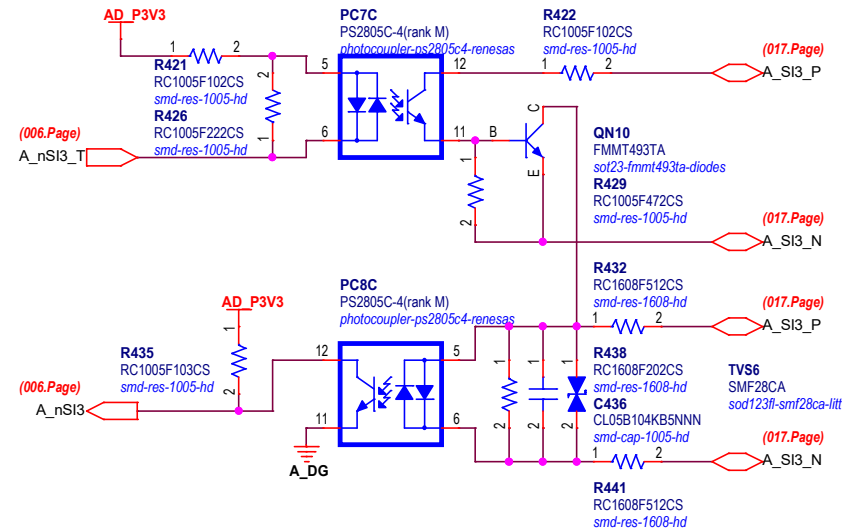 AD_P3V3
PC7C
PS2805C-4(rank M)
photocoupler-ps2805c4-renesas
R422
RC1005F102CS
smd-res-1005-hd
(017.Page)
A_SI3_P
1
2
5
12
1
2
R421
RC1005F102CS
smd-res-1005-hd
R426
RC1005F222CS
smd-res-1005-hd
2
1
(006.Page)
A_nSI3_T
6
11
B
C
E
QN10
FMMT493TA
sot23-fmmt493ta-diodes
R429
RC1005F472CS
smd-res-1005-hd
1
2
(017.Page)
A_SI3_N
PC8C
PS2805C-4(rank M)
photocoupler-ps2805c4-renesas
R432
RC1608F512CS
smd-res-1608-hd
(017.Page)
A_SI3_P
1
2
AD_P3V3
1
2
R435
RC1005F103CS
smd-res-1005-hd
(006.Page)
A_nSI3
12
5
11
6
A_DG
1
2
1
2
1
2
R438
RC1608F202CS
smd-res-1608-hd
C436
CL05B104KB5NNN
smd-cap-1005-hd
TVS6
SMF28CA
sod123fl-smf28ca-litt
(017.Page)
A_SI3_N
1
2
R441
RC1608F512CS
smd-res-1608-hd